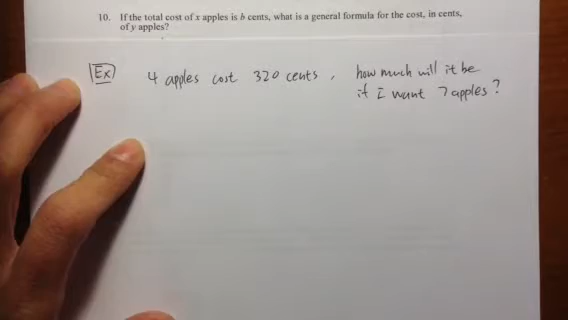 10. If the total cost of x apples is b cents, what is a general formula for the cost, in cents,
of y apples?
Ex 4 apples cost 320 cents, how much will it be
if I want 7 apples?